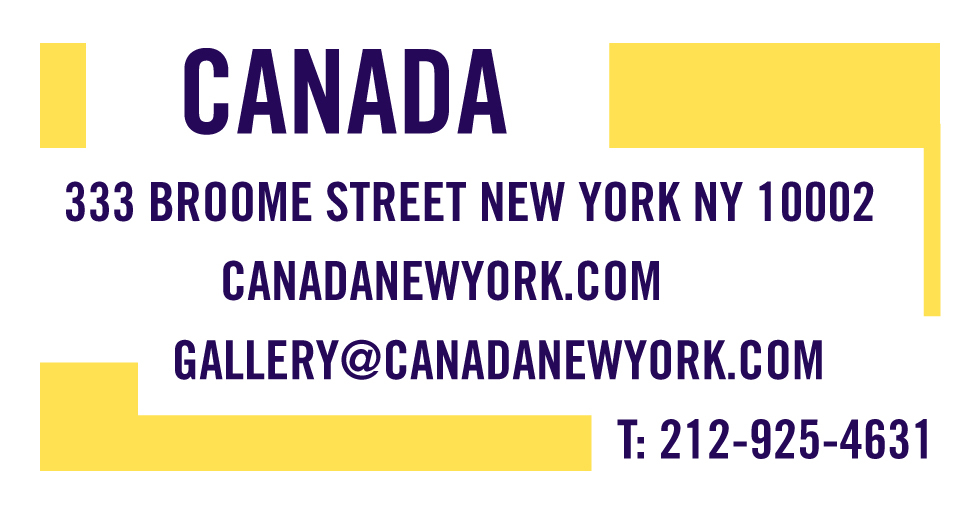 CANADA
333 BROOME STREET NEW YORK NY 10002
CANADANEWYORK.COM
GALLERY@CANADANEWYORK.COM
T: 212-925-4631